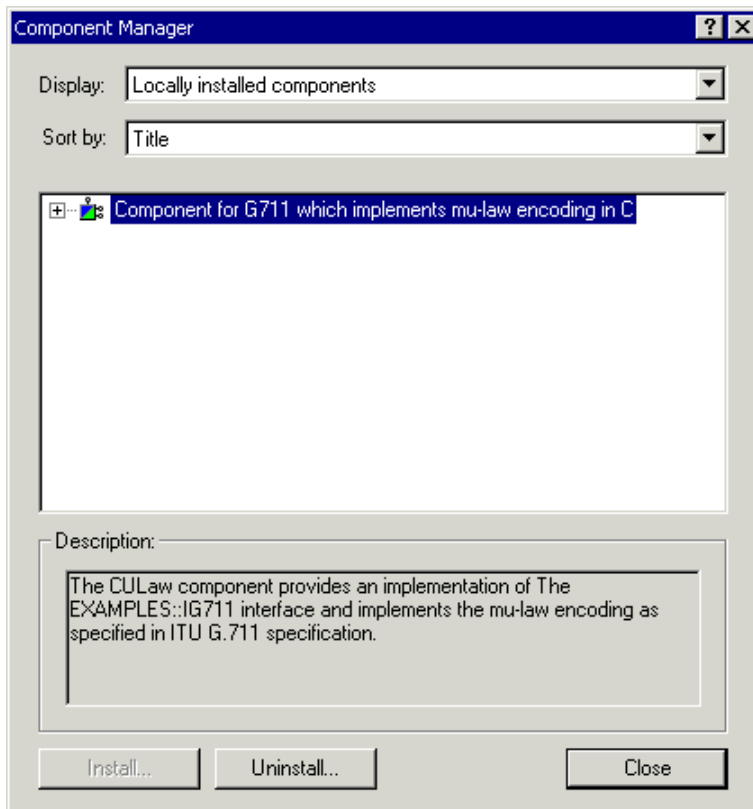 Component Manager
Display: Locally installed components
Sort by: Title
Component for G711 which implements mu-law encoding in C
Description:
The CULaw component provides an implementation of The
EXAMPLES::IG711 interface and implements the mu-law encoding as
specified in ITU G.711 specification.
Install... Uninstall... Close